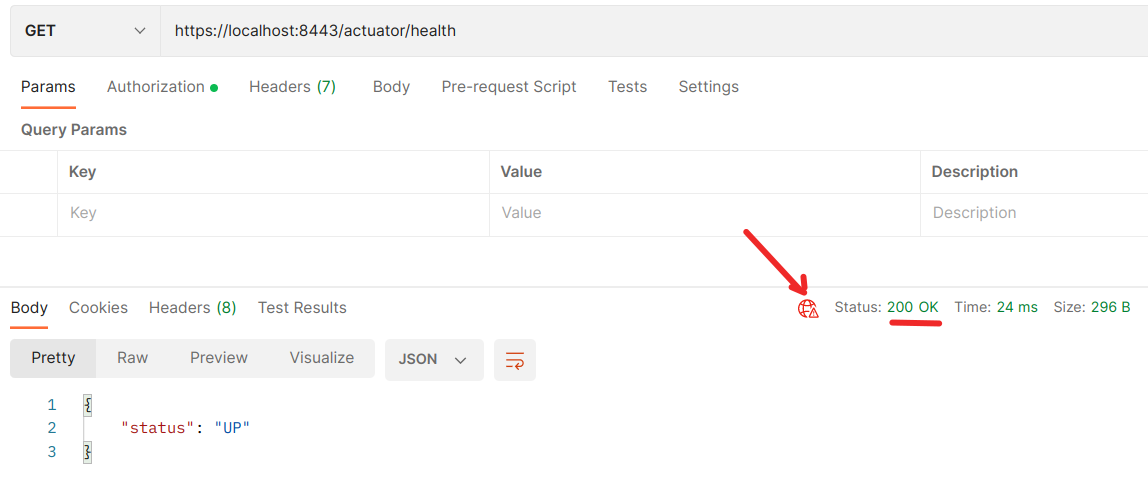 GET https://localhost:8443/actuator/health
Params Authorization Headers (7) Body Pre-request Script Tests Settings
Query Params
Key Value Description
Key Value Description
Body Cookies Headers (8) Test Results Status: 200 OK Time: 24 ms Size: 296 B
Pretty Raw Preview Visualize JSON
1 {
2 "status": "UP"
3 }